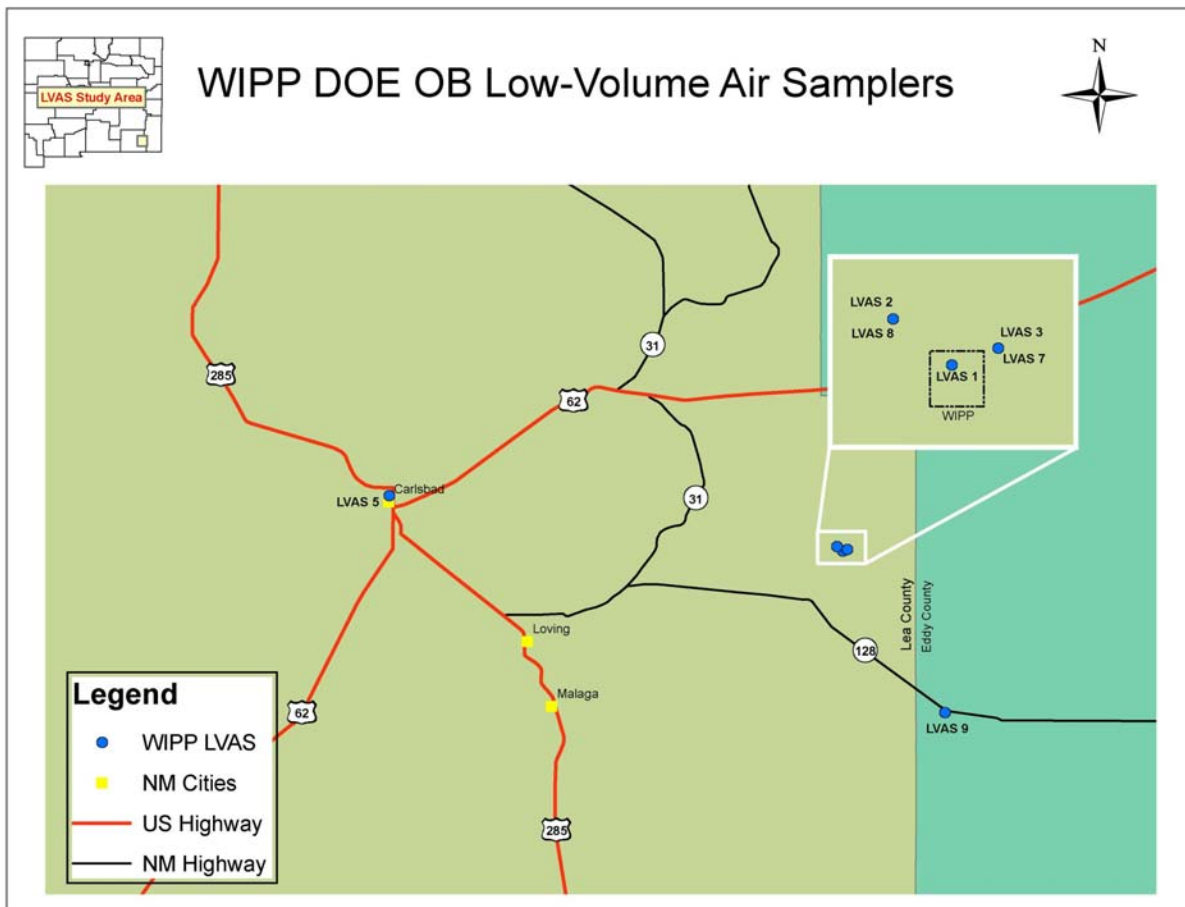 LVAS Study Area
WIPP DOE OB Low-Volume Air Samplers
N
285
31
62
LVAS 2
LVAS 8
LVAS 3
LVAS 7
LVAS 1
WIPP
Carlsbad
LVAS 5
31
Lea County
Eddy County
Loving
128
Malaga
62
LVAS 9
285
Legend
WIPP LVAS
NM Cities
US Highway
NM Highway